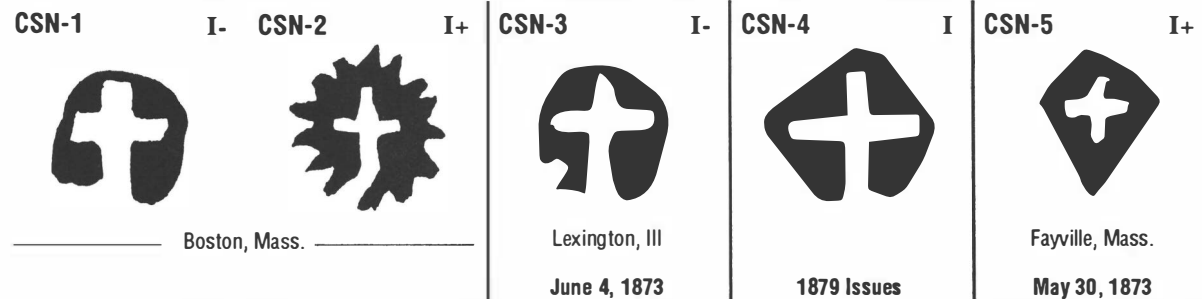 CSN-1 I- CSN-2 I+ CSN-3 I- CSN-4 I CSN-5 I+
Boston, Mass. Lexington, Ill Fayville, Mass.
June 4, 1873 1879 Issues May 30, 1873